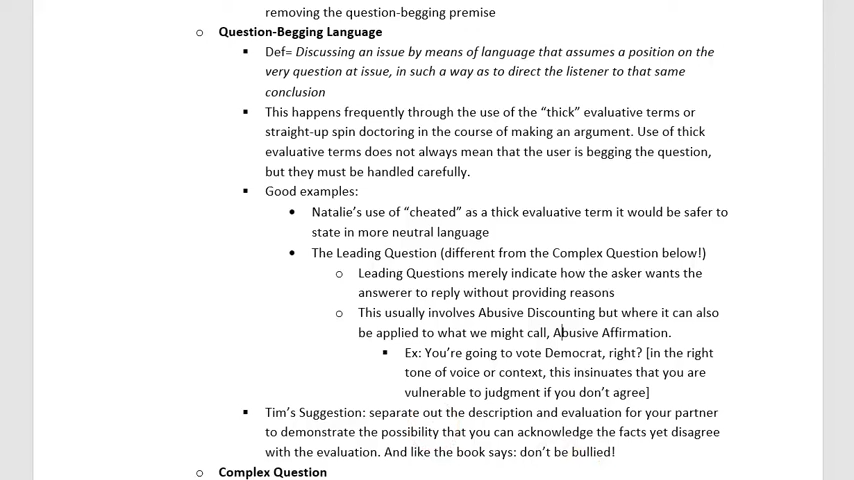 removing the question-begging premise
o Question-Begging Language
▪ Def= Discussing an issue by means of language that assumes a position on the
very question at issue, in such a way as to direct the listener to that same
conclusion
▪ This happens frequently through the use of the “thick” evaluative terms or
straight-up spin doctoring in the course of making an argument. Use of thick
evaluative terms does not always mean that the user is begging the question,
but they must be handled carefully.
▪ Good examples:
• Natalie’s use of “cheated” as a thick evaluative term it would be safer to
state in more neutral language
• The Leading Question (different from the Complex Question below!)
o Leading Questions merely indicate how the asker wants the
answerer to reply without providing reasons
o This usually involves Abusive Discounting but where it can also
be applied to what we might call, Abusive Affirmation.
▪ Ex: You’re going to vote Democrat, right? [in the right
tone of voice or context, this insinuates that you are
vulnerable to judgment if you don’t agree]
▪ Tim’s Suggestion: separate out the description and evaluation for your partner
to demonstrate the possibility that you can acknowledge the facts yet disagree
with the evaluation. And like the book says: don’t be bullied!
o Complex Question